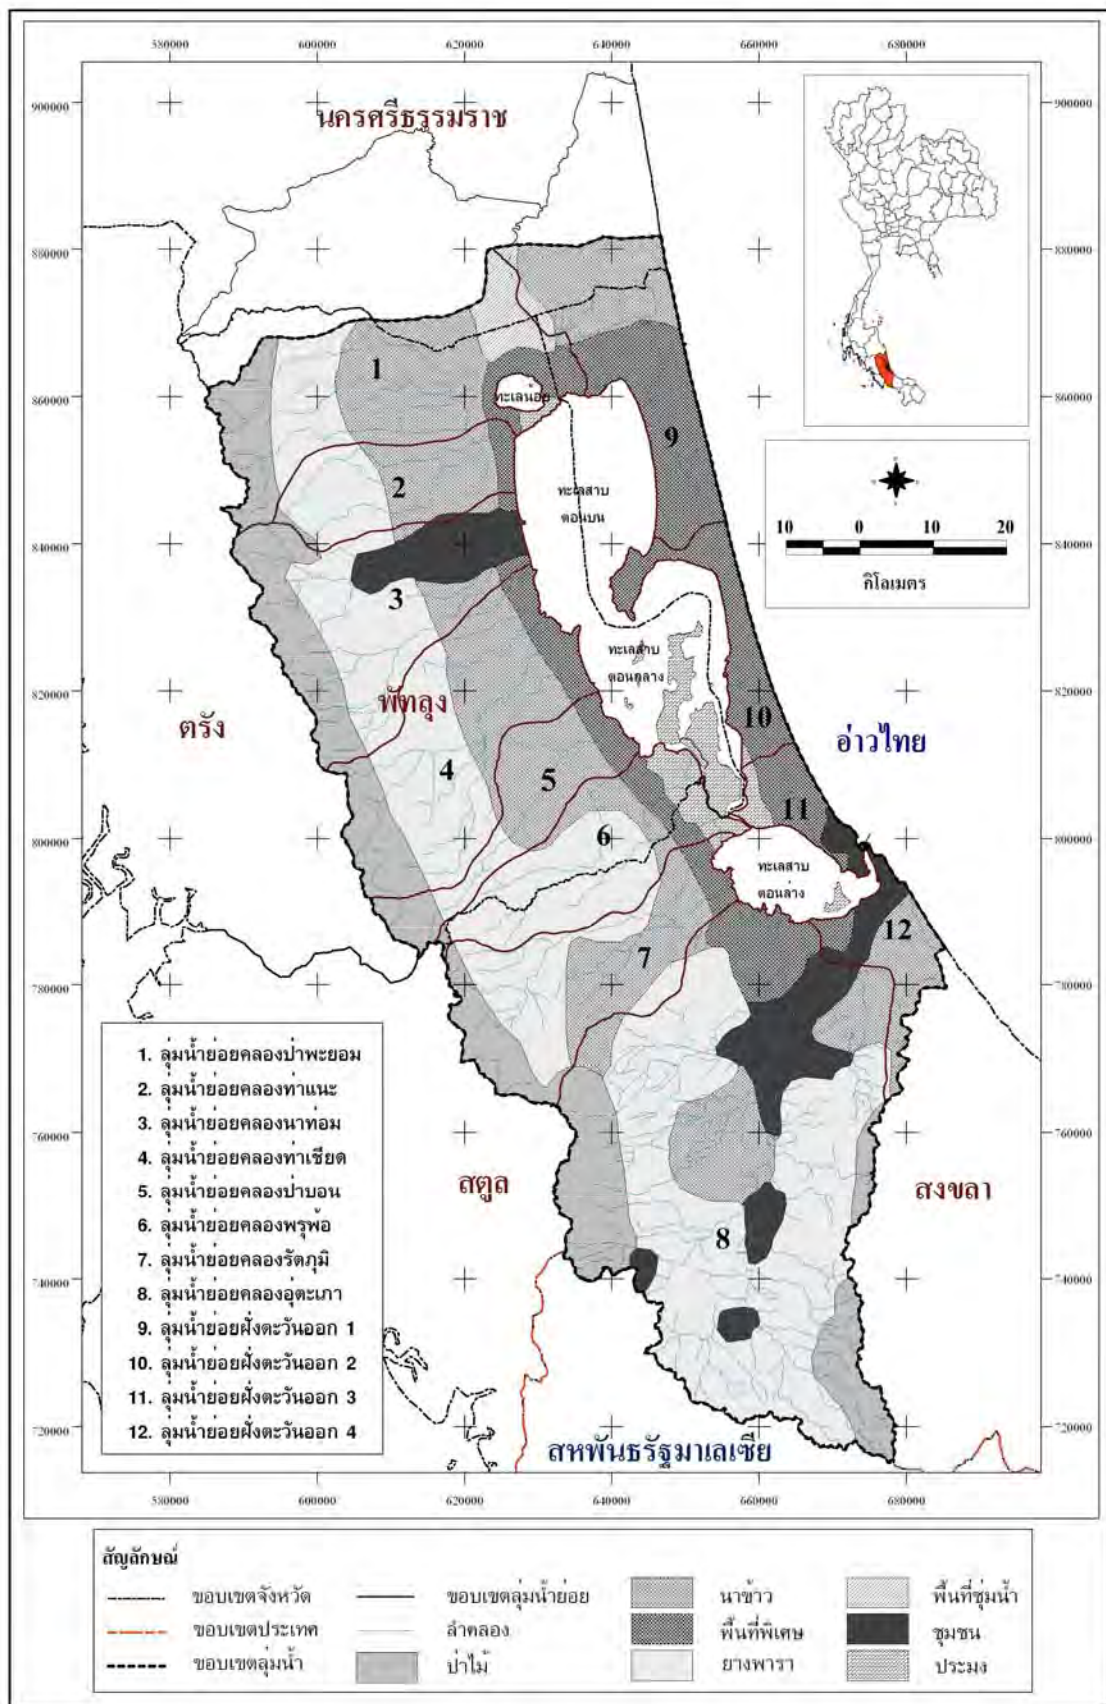 580000 600000 620000 640000 660000 680000
900000 900000
นครศรีธรรมราช
880000 880000
1
860000 860000
ทะเลน้อย
9
2
ทะเลสาบ
ตอนบน
10 0 10 20
840000 840000
กิโลเมตร
3
ทะเลสาบ
ตอนกลาง
820000 820000
พัทลุง
ตรัง
10
อ่าวไทย
4
5
11
6
800000 800000
ทะเลสาบ
ตอนล่าง
12
7
780000 780000
1. ลุ่มน้ำย่อยคลองป่าพะยอม
2. ลุ่มน้ำย่อยคลองท่าแนะ
3. ลุ่มน้ำย่อยคลองนาท่อม
4. ลุ่มน้ำย่อยคลองท่าเชียด
5. ลุ่มน้ำย่อยคลองป่าบอน
6. ลุ่มน้ำย่อยคลองพรุพ้อ
7. ลุ่มน้ำย่อยคลองรัตภูมิ
8. ลุ่มน้ำย่อยคลองอู่ตะเภา
9. ลุ่มน้ำย่อยฝั่งตะวันออก 1
10. ลุ่มน้ำย่อยฝั่งตะวันออก 2
11. ลุ่มน้ำย่อยฝั่งตะวันออก 3
12. ลุ่มน้ำย่อยฝั่งตะวันออก 4
760000 760000
สตูล
สงขลา
8
740000 740000
720000 720000
สหพันธรัฐมาเลเซีย
580000 600000 620000 640000 660000 680000
สัญลักษณ์
ขอบเขตจังหวัด
ขอบเขตประเทศ
ขอบเขตลุ่มน้ำ
ขอบเขตลุ่มน้ำย่อย
ลำคลอง
ป่าไม้
นาข้าว
พื้นที่พิเศษ
ยางพารา
พื้นที่ชุ่มน้ำ
ชุมชน
ประมง